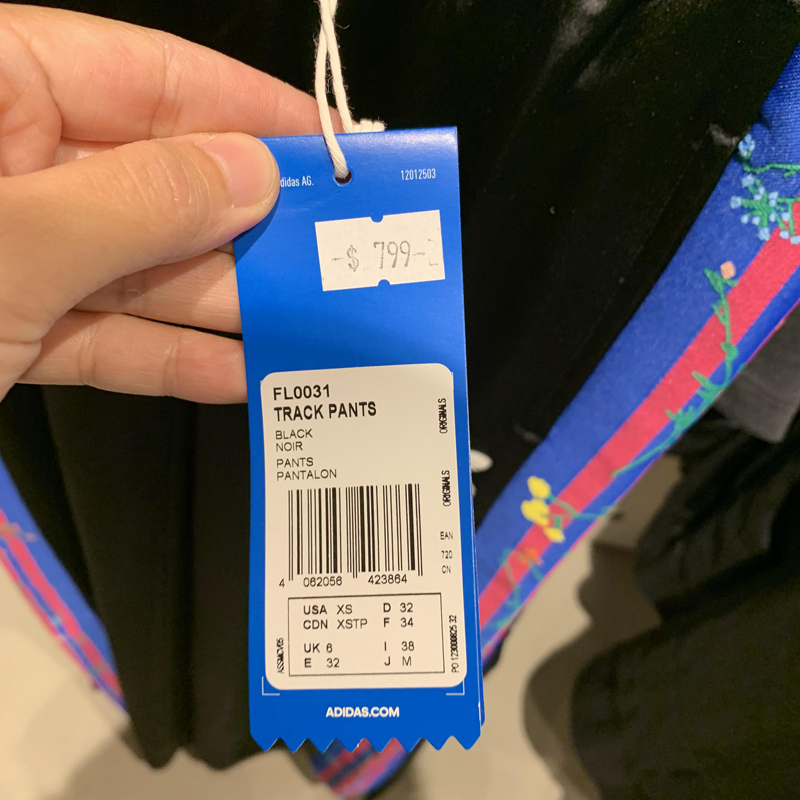 didas AG. 12012503
-$ 799-
FL0031
TRACK PANTS
BLACK
NOIR
PANTS
PANTALON
ORIGINALS
ORIGINALS
EAN
720
CN
4 062056 423864
USA XS D 32
CDN XSTP F 34
UK 6 I 38
E 32 J M
ADIDAS.COM